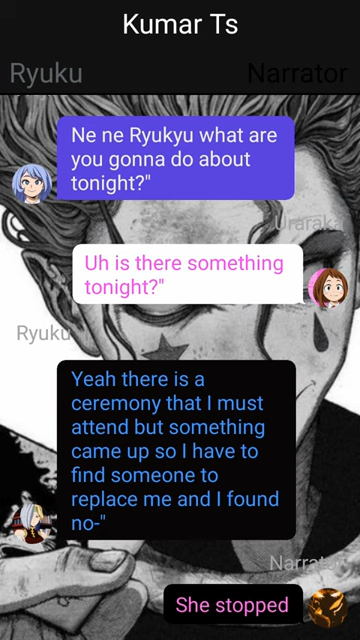 Kumar Ts
Ryuku
Narrator
Ne ne Ryukyu what are
you gonna do about
tonight?"
Uraraka
Uh is there something
tonight?"
Ryuku
Yeah there is a
ceremony that I must
attend but something
came up so I have to
find someone to
replace me and I found
no-"
Narrator
She stopped